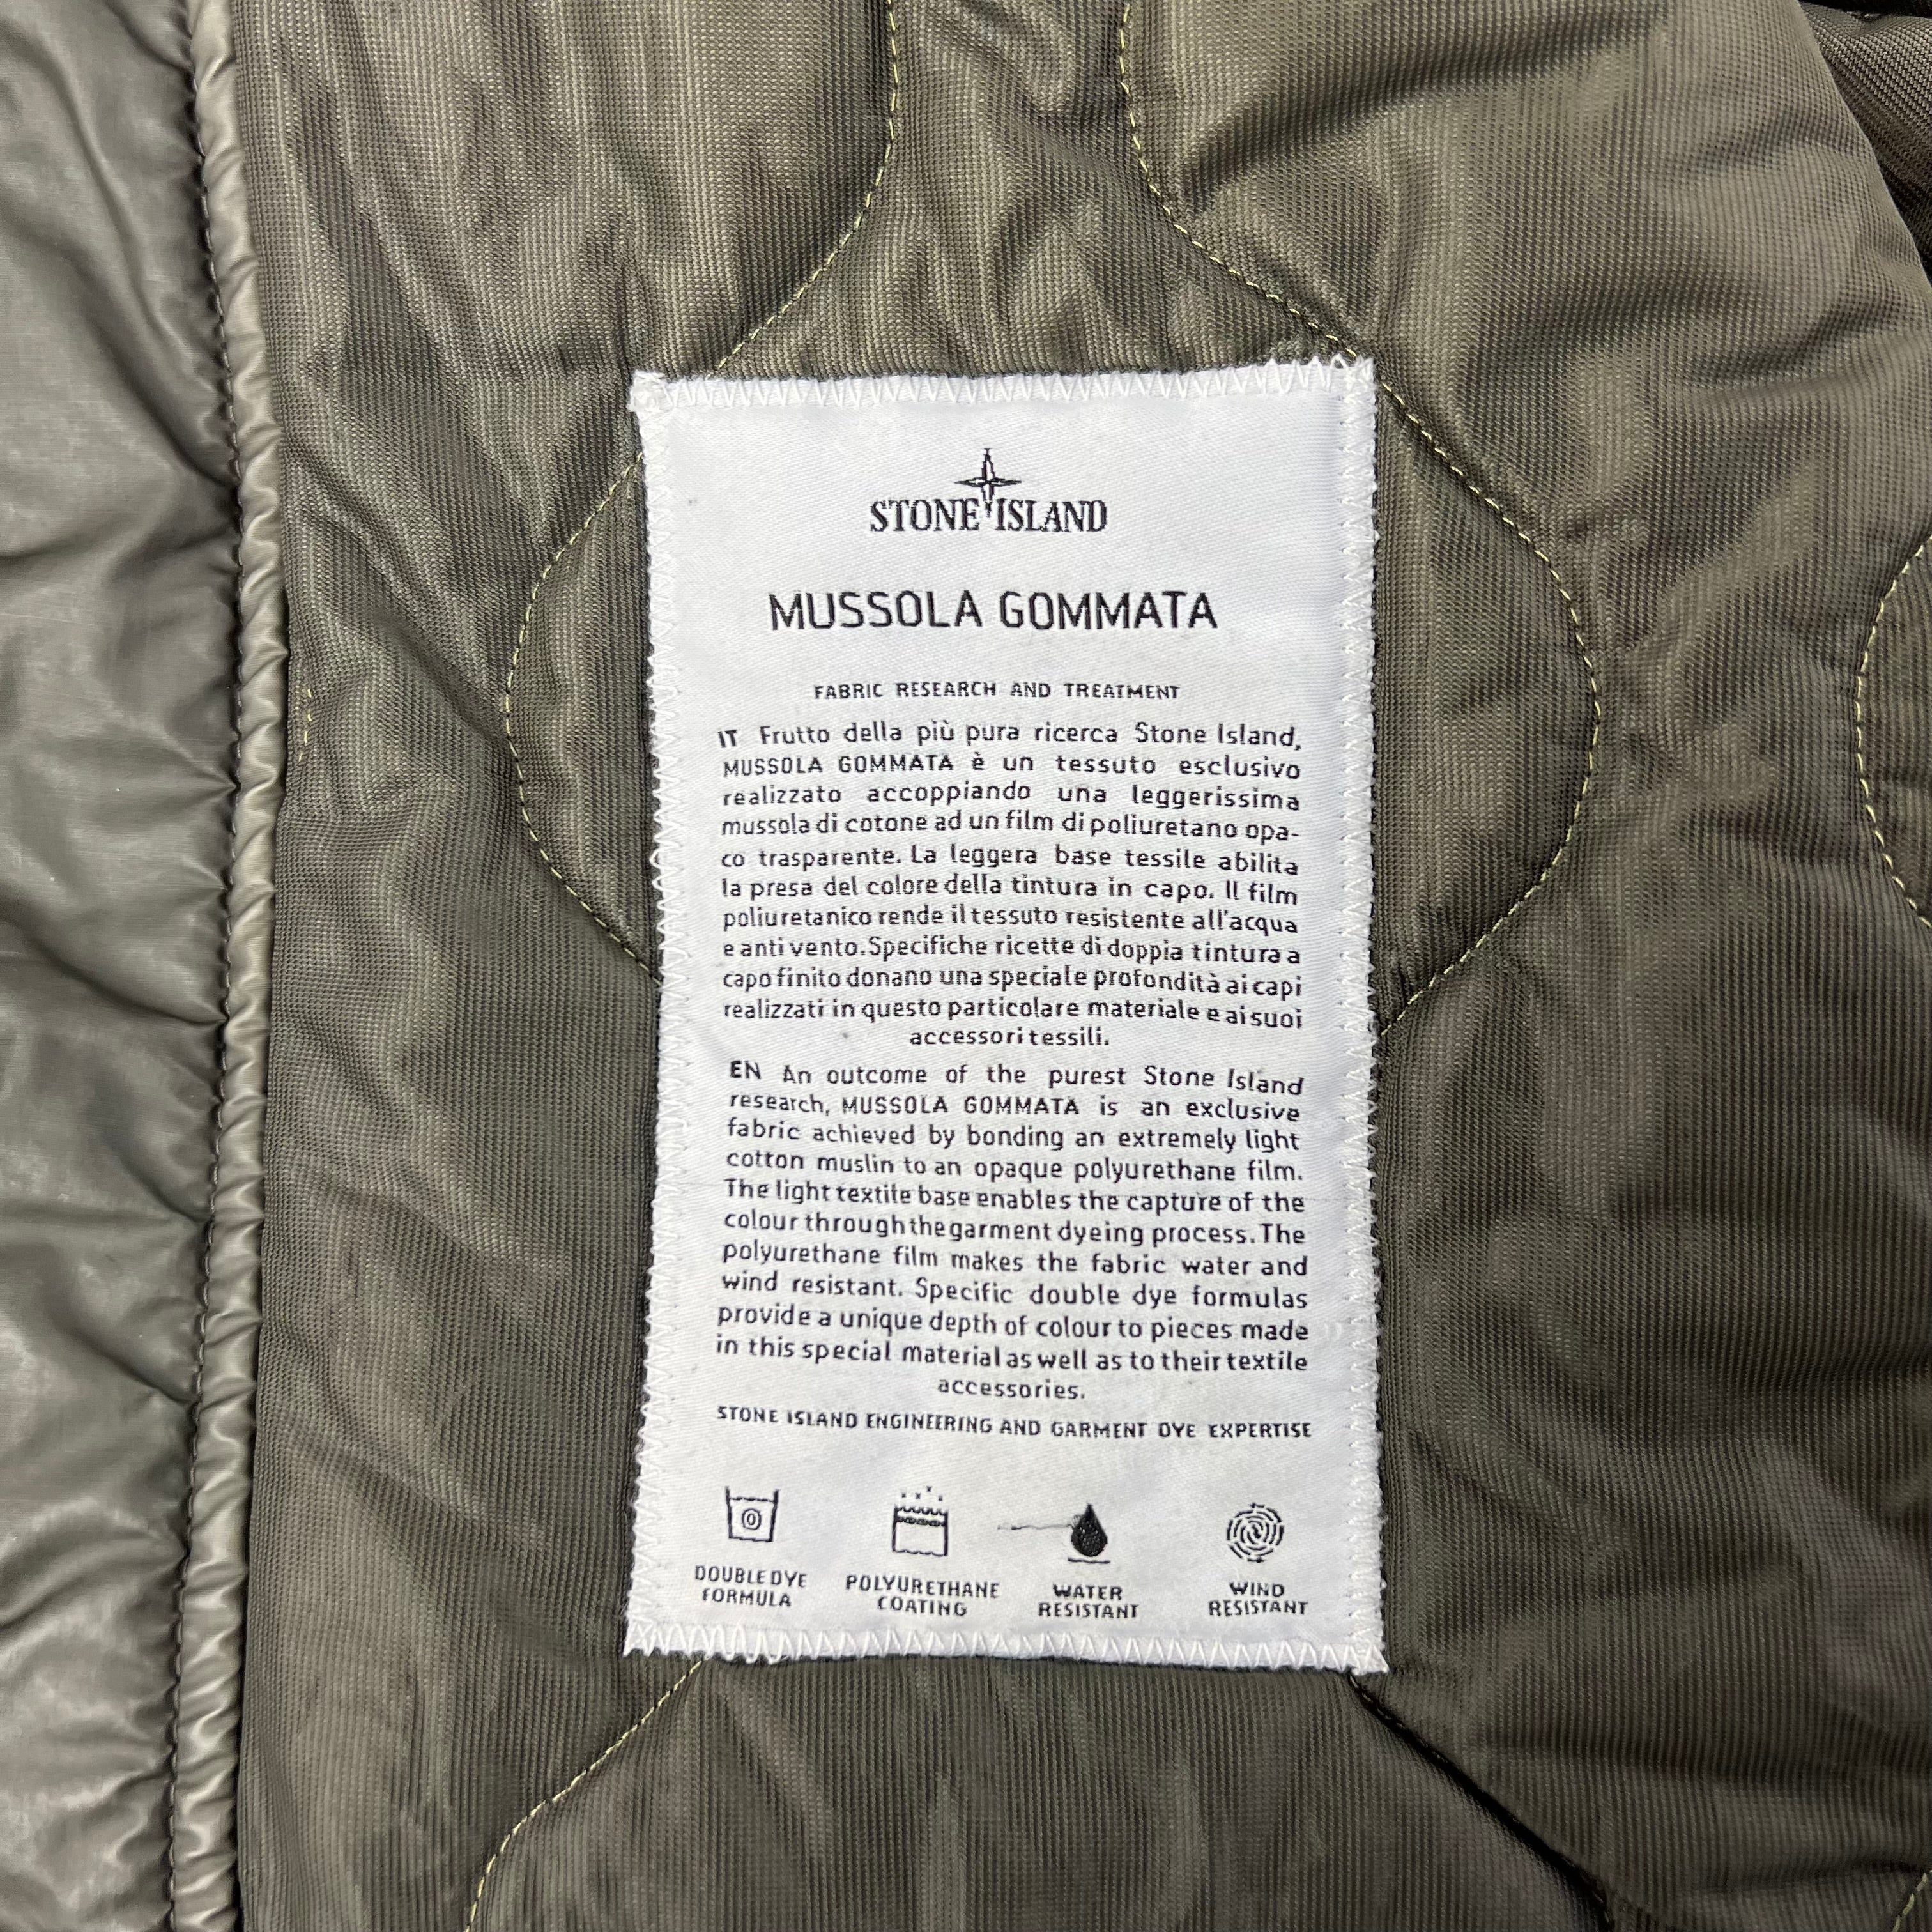 STONE ISLAND
MUSSOLA GOMMATA
FABRIC RESEARCH AND TREATMENT
IT Frutto della più pura ricerca Stone Island,
MUSSOLA GOMMATA è un tessuto esclusivo
realizzato accoppiando una leggerissima
mussola di cotone ad un film di poliuretano opa-
co trasparente. La leggera base tessile abilita
la presa del colore della tintura in capo. Il film
poliuretanico rende il tessuto resistente all'acqua
e anti vento. Specifiche ricette di doppia tintura a
capo finito donano una speciale profondità ai capi
realizzati in questo particolare materiale e ai suoi
accessori tessili.
EN An outcome of the purest Stone Island
research, MUSSOLA GOMMATA is an exclusive
fabric achieved by bonding an extremely light
cotton muslin to an opaque polyurethane film.
The light textile base enables the capture of the
colour through the garment dyeing process. The
polyurethane film makes the fabric water and
wind resistant. Specific double dye formulas
provide a unique depth of colour to pieces made
in this special material as well as to their textile
accessories.
STONE ISLAND ENGINEERING AND GARMENT DYE EXPERTISE
DOUBLE DYE
FORMULA
POLYURETHANE
COATING
WATER
RESISTANT
WIND
RESISTANT